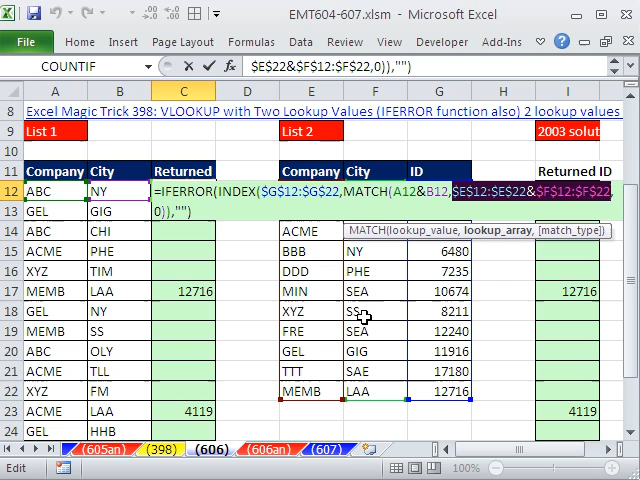 EMT604-607.xlsm - Microsoft Excel
File Home Insert Page Layout Formulas Data Review View Developer Add-Ins
COUNTIF $E$22&$F$12:$F$22,0)),"")
A B C D E F G H I
8 Excel Magic Trick 398: VLOOKUP with Two Lookup Values (IFERROR function also) 2 lookup values
9 List 1 List 2 2003 solut
10
11 Company City Returned Company City ID Returned ID
12 ABC NY =IFERROR(INDEX($G$12:$G$22,MATCH(A12&B12,$E$12:$E$22&$F$12:$F$22,
13 GEL GIG 0)),"")
14 ABC CHI ACME MATCH(lookup_value, lookup_array, [match_type])
15 ACME PHE BBB NY 6480
16 XYZ TIM DDD PHE 7235
17 MEMB LAA 12716 MIN SEA 10674 12716
18 GEL NY XYZ SS 8211
19 MEMB SS FRE SEA 12240
20 ABC OLY GEL GIG 11916
21 ACME TLL TTT SAE 17180
22 XYZ FM MEMB LAA 12716
23 ACME LAA 4119 4119
24 GEL HHB
(605an) (398) (606) (606an) (607)
Edit 100%